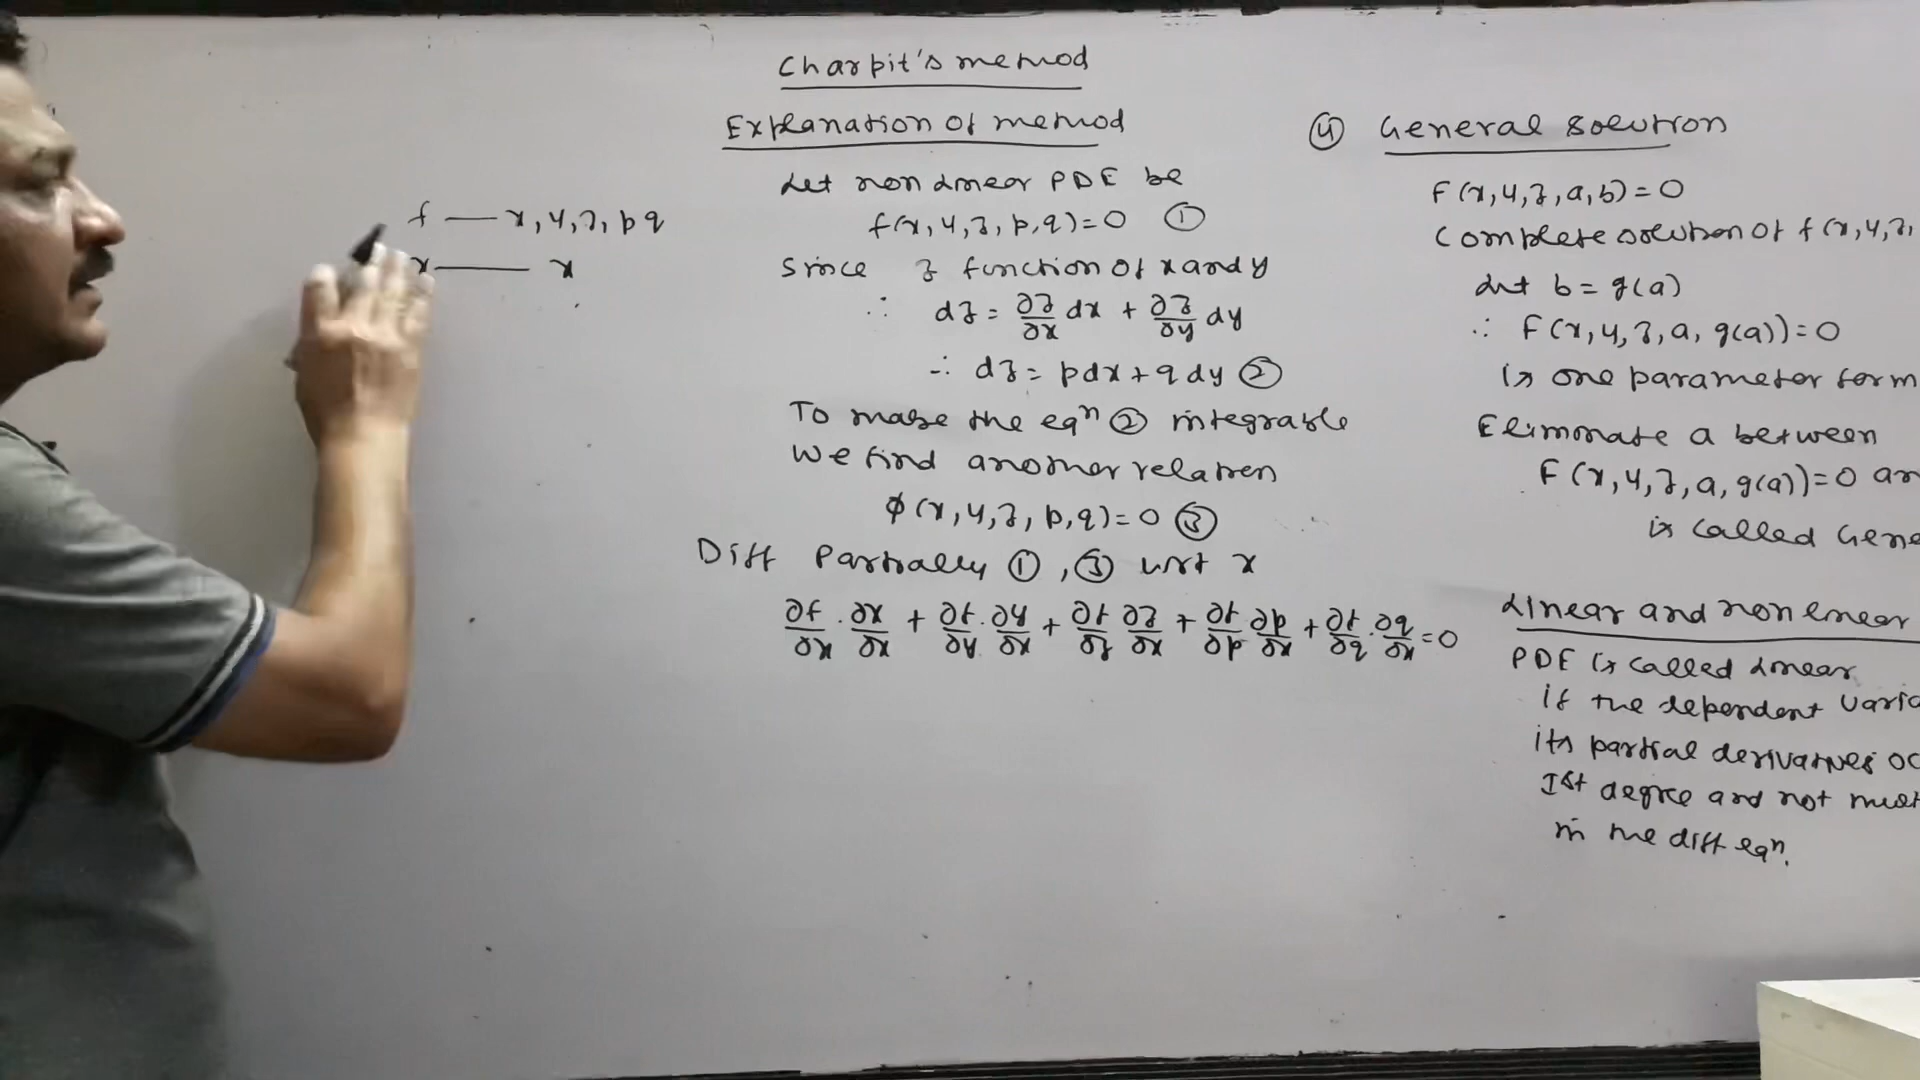 Charpit's method
Explanation of method
Let non linear PDE be
f(x, y, z, p, q) = 0 ①
Since z function of x and y
∴ dz = ∂z/∂x dx + ∂z/∂y dy
∴ dz = pdx + q dy ②
To make the eqⁿ ② integrable
We find another relation
ϕ(x, y, z, p, q) = 0 ③
Diff Partially ①, ③ wrt x
∂f/∂x · ∂x/∂x + ∂f/∂y · ∂y/∂x + ∂f/∂z ∂z/∂x + ∂f/∂p ∂p/∂x + ∂f/∂q · ∂q/∂x = 0
f — x, y, z, p q
x — x
④ General solution
F(x, y, z, a, b) = 0
Complete solution of f(x, y, z,
Let b = g(a)
∴ F(x, y, z, a, g(a)) = 0
is one parameter form
Eliminate a between
F(x, y, z, a, g(a)) = 0 an
is called Gene
Linear and non linear
PDE is called linear
if the dependent varia
its partial derivatives oc
Ist degree and not mult
in the diff eqⁿ.